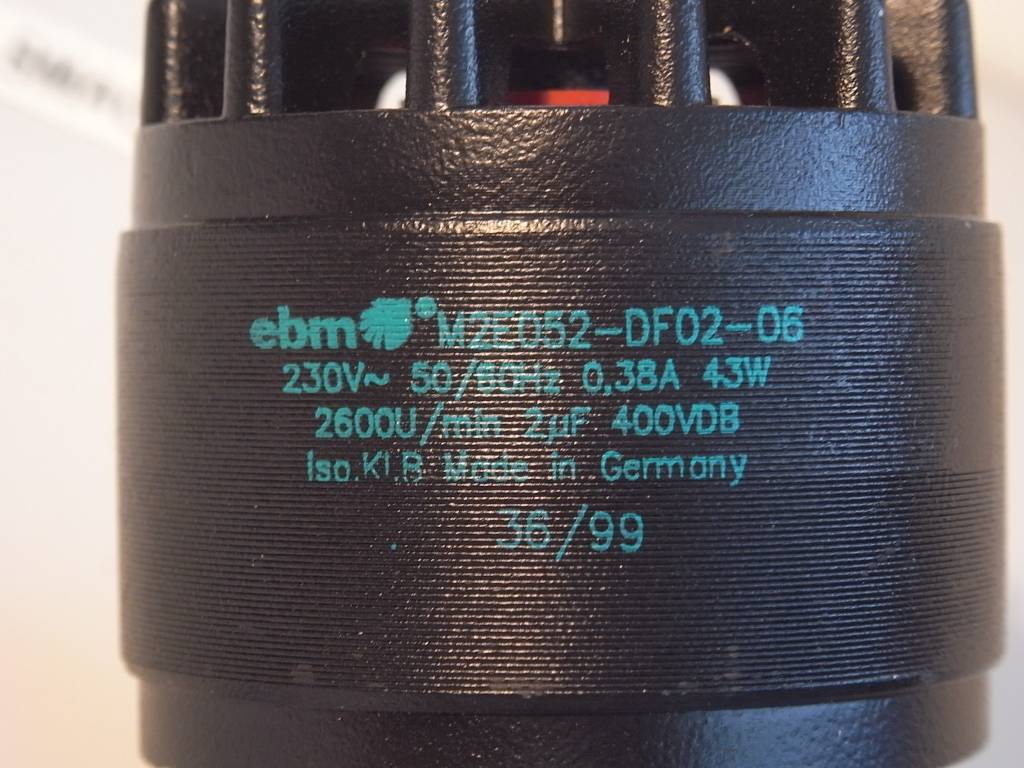 ebm M2E052-DF02-06
230V~ 50/60Hz 0,38A 43W
2600U/min 2µF 400VDB
Iso.Kl.B Made in Germany
36/99